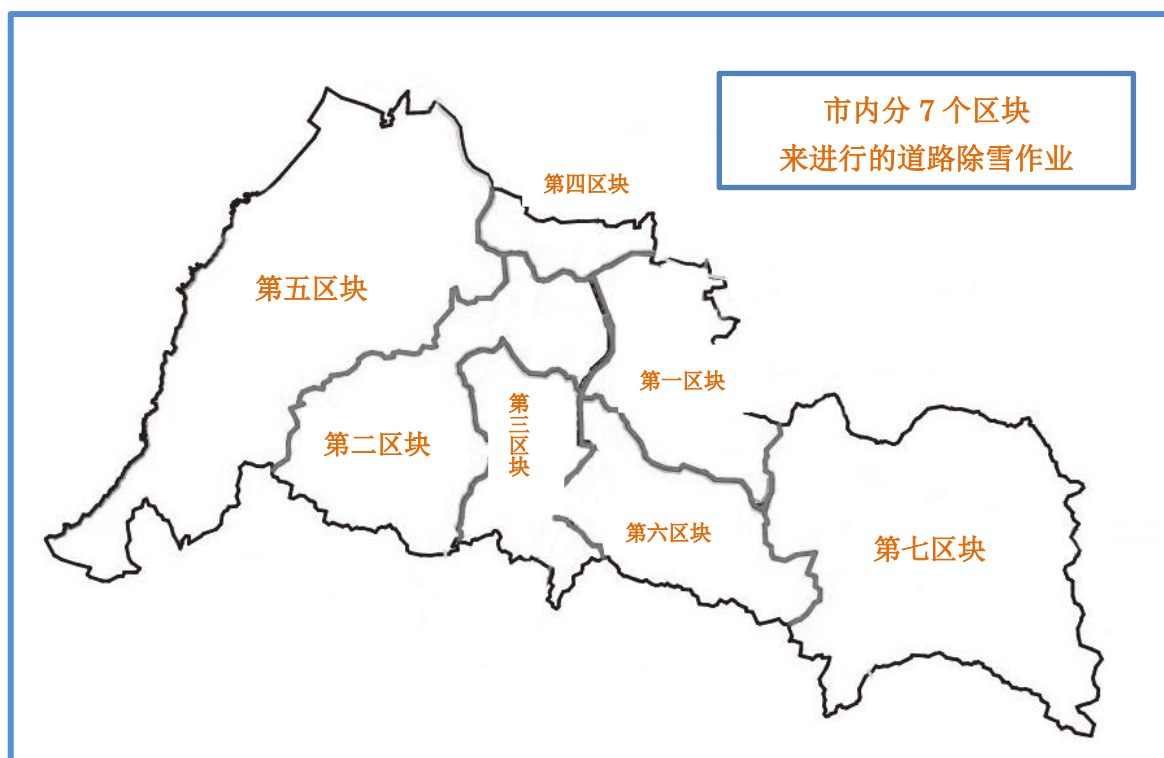 市内分 7 个区块
来进行的道路除雪作业
第四区块
第五区块
第一区块
第三区块
第二区块
第六区块
第七区块